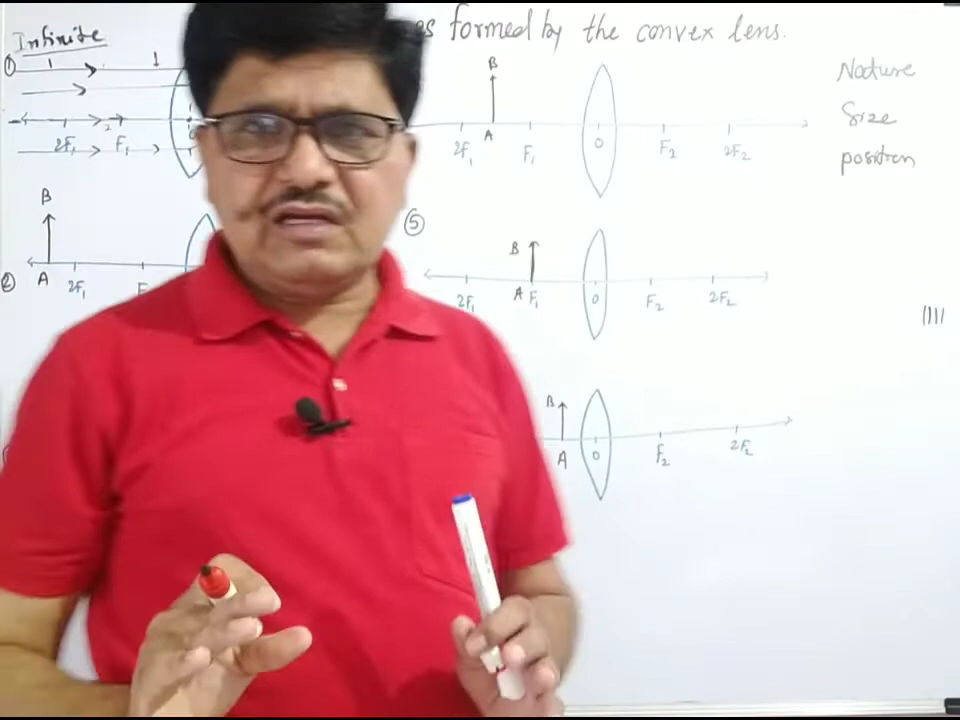 Infinite
formed by the convex lens.
①
2F₁ F₁
B
A
2F₁ F₁ O F₂ 2F₂
Nature
Size
position
②
B
A 2F₁
⑤
B
A F₁
2F₁ O F₂ 2F₂
B
A O F₂ 2F₂